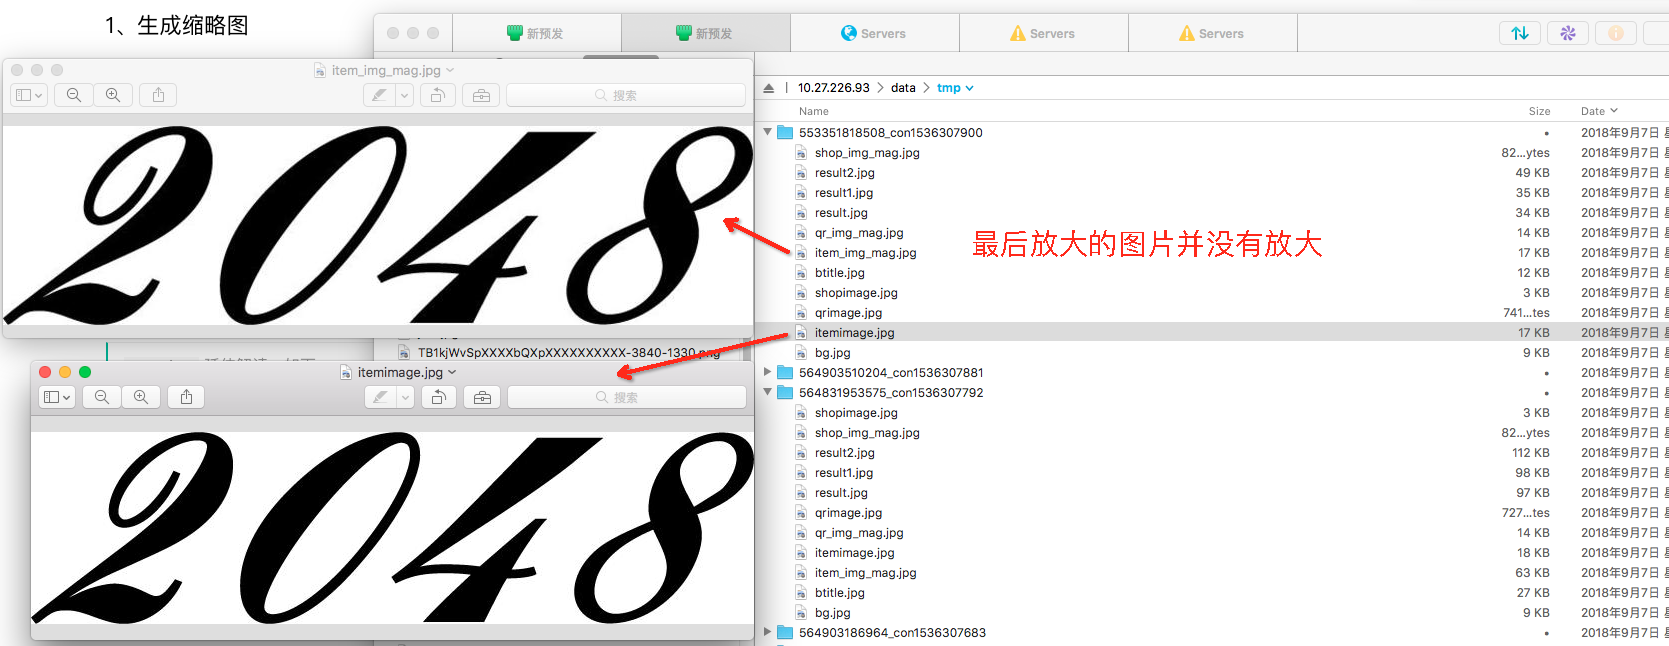 1、生成缩略图
新预发
新预发
Servers
Servers
Servers
item_img_mag.jpg
搜索
2048
TB1kjWvSpXXXXbQXpXXXXXXXXXX-3840-1330.png
itemimage.jpg
搜索
2048
10.27.226.93 > data > tmp
Name Size Date
553351818508_con1536307900 • 2018年9月7日
shop_img_mag.jpg 82...ytes 2018年9月7日
result2.jpg 49 KB 2018年9月7日
result1.jpg 35 KB 2018年9月7日
result.jpg 34 KB 2018年9月7日
qr_img_mag.jpg 14 KB 2018年9月7日
最后放大的图片并没有放大
item_img_mag.jpg 17 KB 2018年9月7日
btitle.jpg 12 KB 2018年9月7日
shopimage.jpg 3 KB 2018年9月7日
qrimage.jpg 741...tes 2018年9月7日
itemimage.jpg 17 KB 2018年9月7日
bg.jpg 9 KB 2018年9月7日
564903510204_con1536307881 • 2018年9月7日
564831953575_con1536307792 • 2018年9月7日
shopimage.jpg 3 KB 2018年9月7日
shop_img_mag.jpg 82...ytes 2018年9月7日
result2.jpg 112 KB 2018年9月7日
result1.jpg 98 KB 2018年9月7日
result.jpg 97 KB 2018年9月7日
qrimage.jpg 727...tes 2018年9月7日
qr_img_mag.jpg 14 KB 2018年9月7日
itemimage.jpg 18 KB 2018年9月7日
item_img_mag.jpg 63 KB 2018年9月7日
btitle.jpg 27 KB 2018年9月7日
bg.jpg 9 KB 2018年9月7日
564903186964_con1536307683 • 2018年9月7日